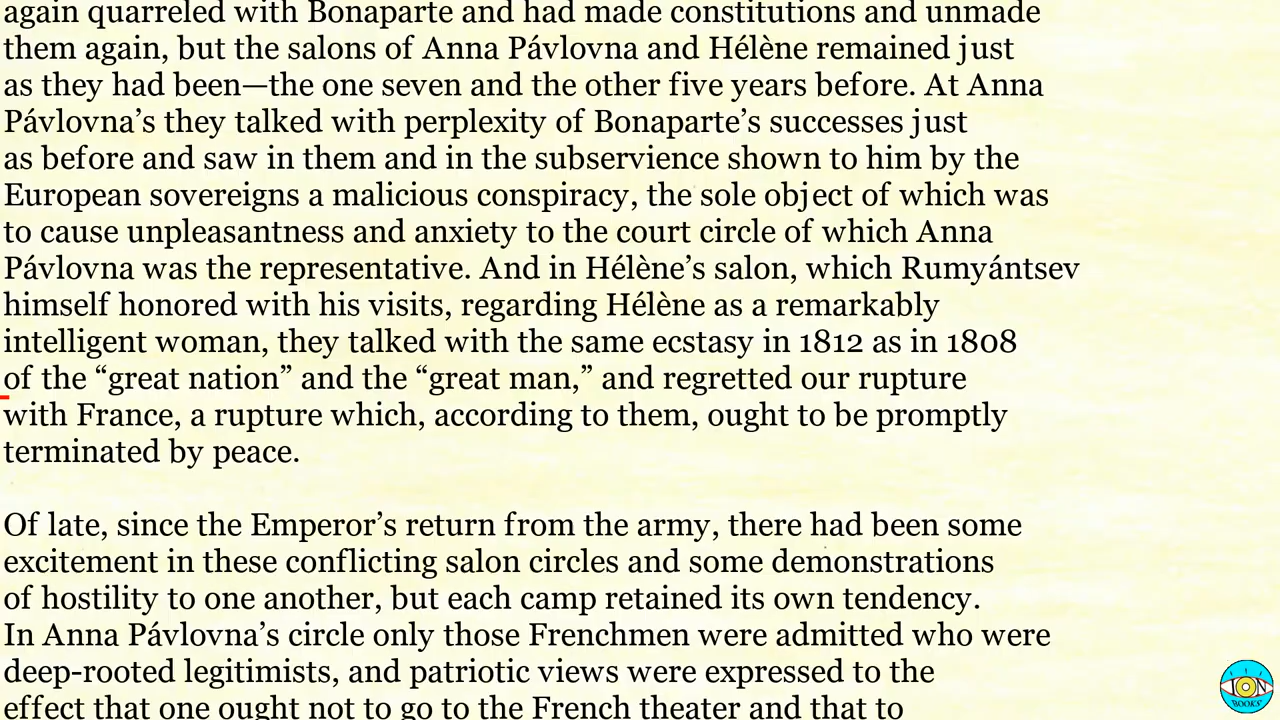 again quarreled with Bonaparte and had made constitutions and unmade
them again, but the salons of Anna Pávlovna and Hélène remained just
as they had been—the one seven and the other five years before. At Anna
Pávlovna’s they talked with perplexity of Bonaparte’s successes just
as before and saw in them and in the subservience shown to him by the
European sovereigns a malicious conspiracy, the sole object of which was
to cause unpleasantness and anxiety to the court circle of which Anna
Pávlovna was the representative. And in Hélène’s salon, which Rumyántsev
himself honored with his visits, regarding Hélène as a remarkably
intelligent woman, they talked with the same ecstasy in 1812 as in 1808
of the “great nation” and the “great man,” and regretted our rupture
with France, a rupture which, according to them, ought to be promptly
terminated by peace.
Of late, since the Emperor’s return from the army, there had been some
excitement in these conflicting salon circles and some demonstrations
of hostility to one another, but each camp retained its own tendency.
In Anna Pávlovna’s circle only those Frenchmen were admitted who were
deep-rooted legitimists, and patriotic views were expressed to the
effect that one ought not to go to the French theater and that to
ION
BOOKS